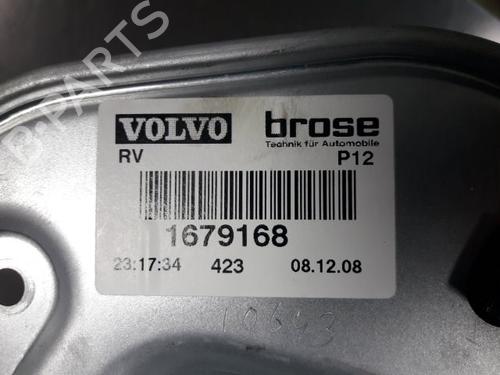 VOLVO brose
Technik für Automobile
RV P12
1679168
23:17:34 423 08.12.08